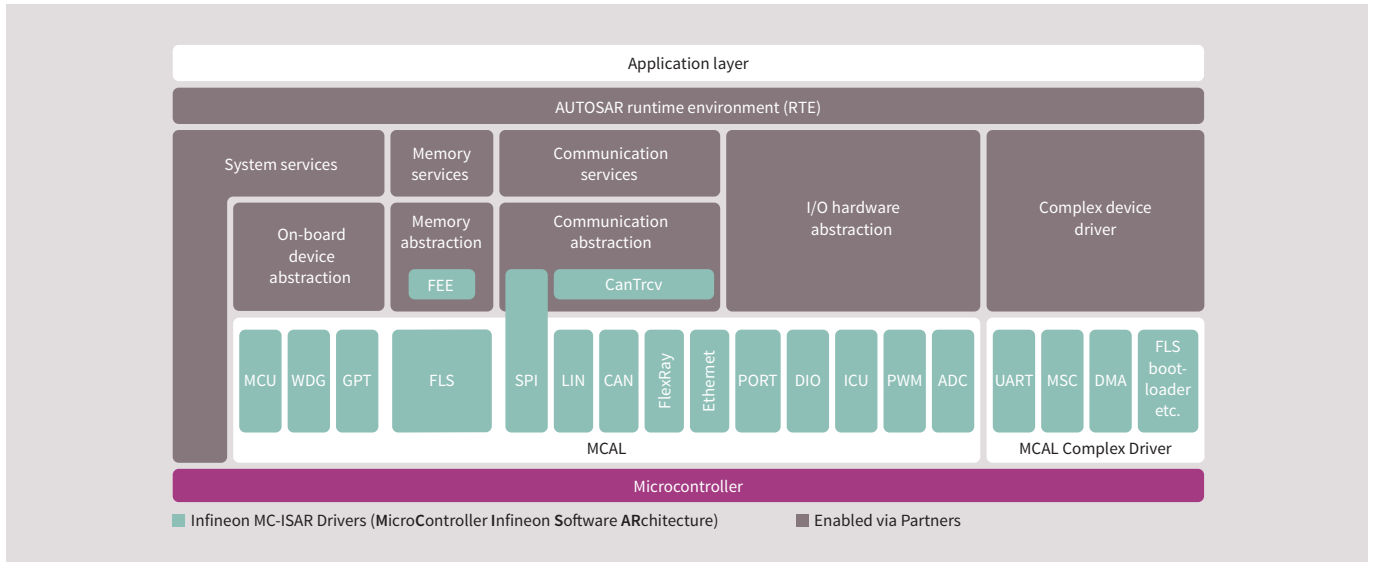 Application layer
AUTOSAR runtime environment (RTE)
System services
Memory
services
Communication
services
I/O hardware
abstraction
Complex device
driver
On-board
device
abstraction
Memory
abstraction
FEE
Communication
abstraction
CanTrcv
MCU
WDG
GPT
FLS
SPI
LIN
CAN
FlexRay
Ethernet
PORT
DIO
ICU
PWM
ADC
UART
MSC
DMA
FLS
boot-
loader
etc.
MCAL
MCAL Complex Driver
Microcontroller
Infineon MC-ISAR Drivers (MicroController Infineon Software ARchitecture)
Enabled via Partners